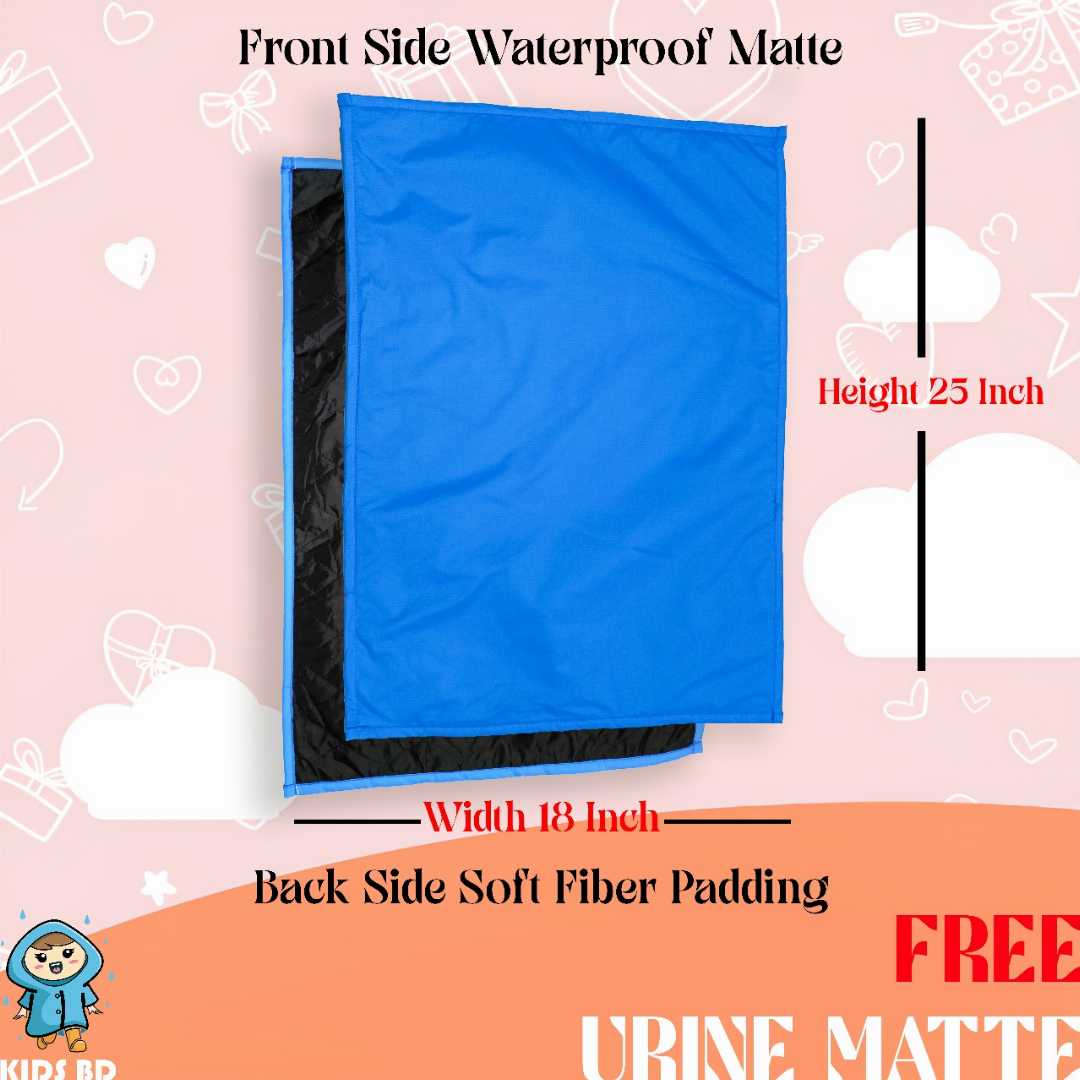 Front Side Waterproof Matte
Height 25 Inch
Width 18 Inch
Back Side Soft Fiber Padding
FREE
URINE MATTE
KIDS BD